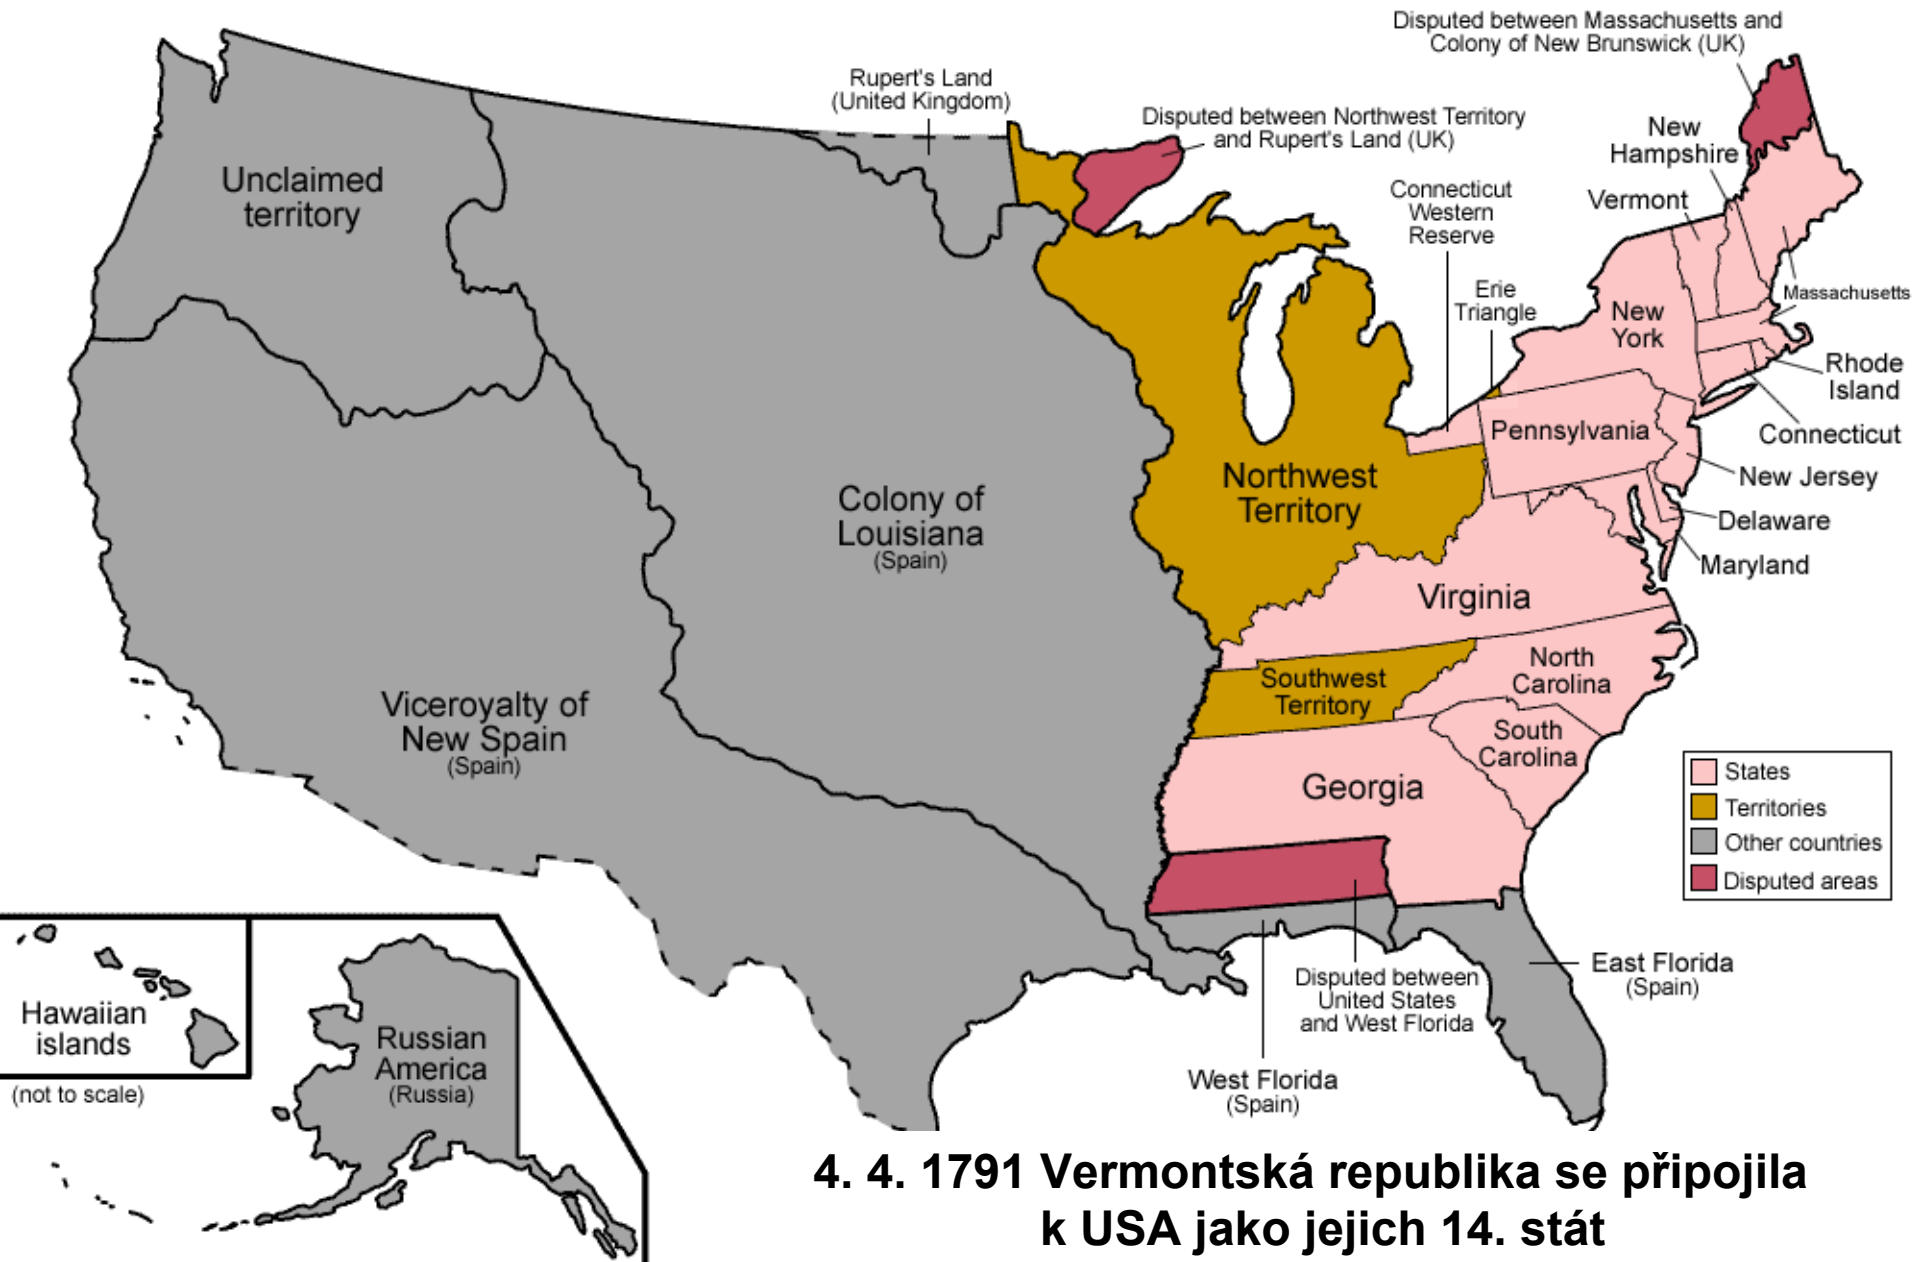 Disputed between Massachusetts and
Colony of New Brunswick (UK)
Rupert's Land
(United Kingdom)
Disputed between Northwest Territory
and Rupert's Land (UK)
New
Hampshire
Vermont
Connecticut
Western
Reserve
Unclaimed
territory
Erie
Triangle
Massachusetts
New
York
Rhode
Island
Connecticut
Pennsylvania
New Jersey
Northwest
Territory
Colony of
Louisiana
(Spain)
Delaware
Maryland
Virginia
North
Carolina
Southwest
Territory
Viceroyalty of
New Spain
(Spain)
South
Carolina
Georgia
States
Territories
Other countries
Disputed areas
East Florida
(Spain)
Disputed between
United States
and West Florida
West Florida
(Spain)
Hawaiian
islands
(not to scale)
Russian
America
(Russia)
4. 4. 1791 Vermontská republika se připojila
k USA jako jejich 14. stát